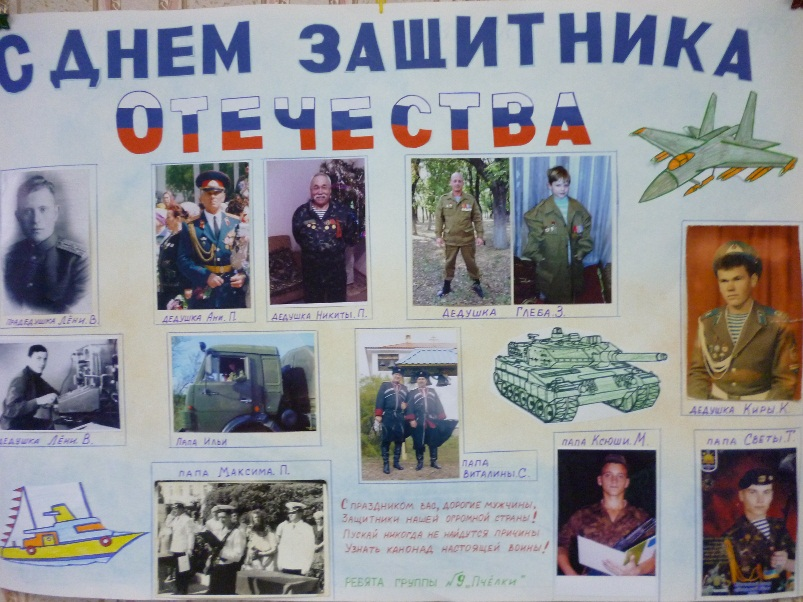 С ДНЕМ ЗАЩИТНИКА
ОТЕЧЕСТВА
ПРАДЕДУШКА ЛЁНИ. В.
ДЕДУШКА АНИ. П.
ДЕДУШКА НИКИТЫ. П.
ДЕДУШКА ГЛЕБА. З.
ДЕДУШКА КИРЫ. К.
ДЕДУШКА ЛЁНИ. В.
ПАПА ИЛЬИ
ПАПА
ВИТАЛИНЫ. С.
ПАПА КСЮШИ. М.
ПАПА СВЕТЫ. Т.
ПАПА МАКСИМА. П.
С ПРАЗДНИКОМ ВАС, ДОРОГИЕ МУЖЧИНЫ,
ЗАЩИТНИКИ НАШЕЙ ОГРОМНОЙ СТРАНЫ!
ПУСКАЙ НИКОГДА НЕ НАЙДУТСЯ ПРИЧИНЫ
УЗНАТЬ КАНОНАД НАСТОЯЩЕЙ ВОЙНЫ!
РЕБЯТА ГРУППЫ №9 „ПЧЁЛКИ"